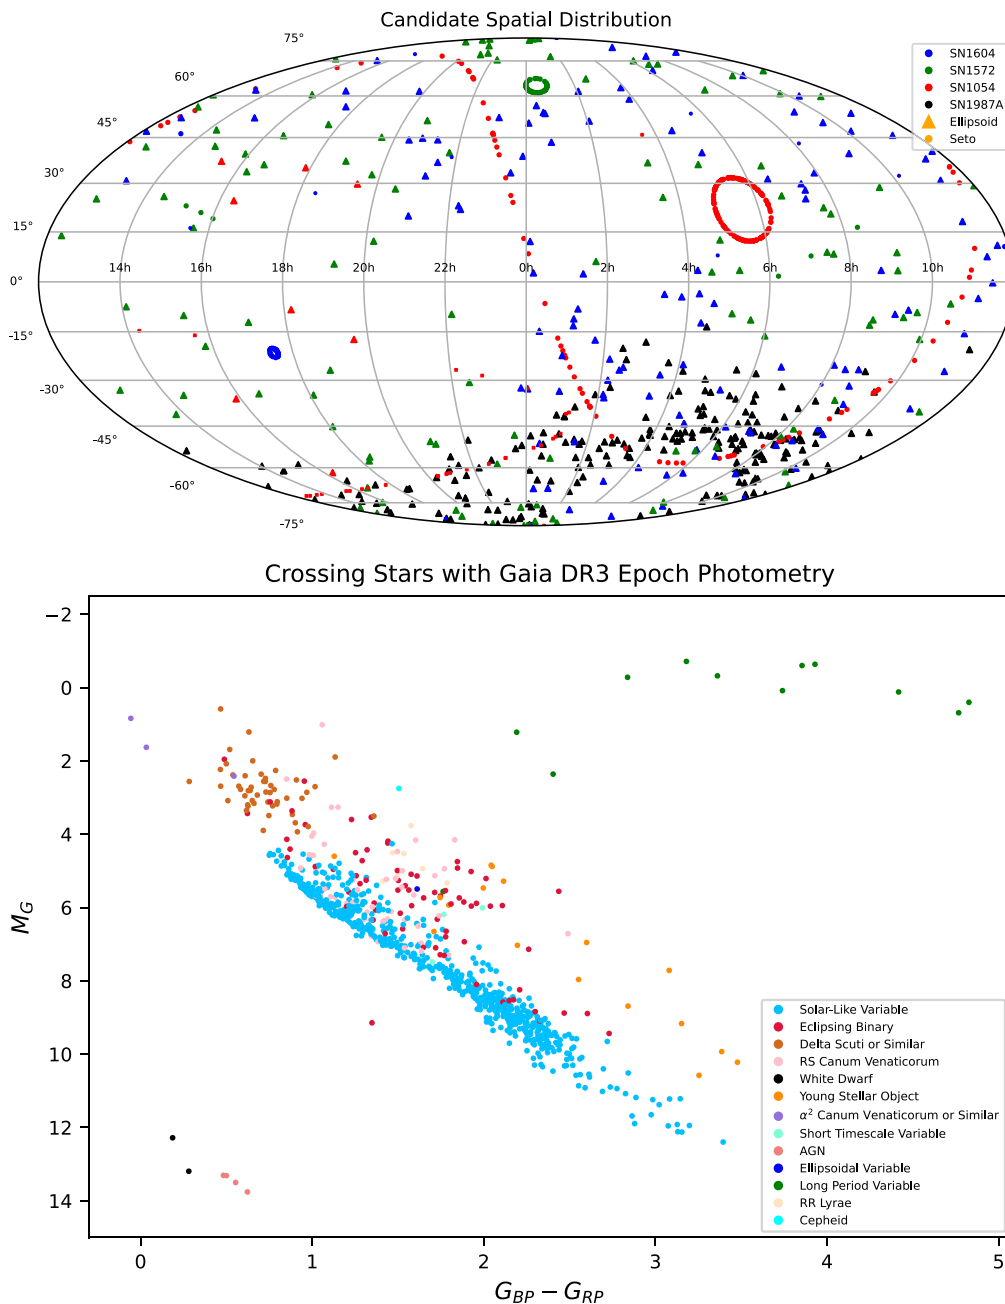 Candidate Spatial Distribution
75°
60°
45°
30°
15°
0°
-15°
-30°
-45°
-60°
-75°
14h 16h 18h 20h 22h 0h 2h 4h 6h 8h 10h
SN1604
SN1572
SN1054
SN1987A
Ellipsoid
Seto
Crossing Stars with Gaia DR3 Epoch Photometry
−2
0
2
4
6
8
10
12
14
M_G
0 1 2 3 4 5
G_BP − G_RP
Solar-Like Variable
Eclipsing Binary
Delta Scuti or Similar
RS Canum Venaticorum
White Dwarf
Young Stellar Object
α² Canum Venaticorum or Similar
Short Timescale Variable
AGN
Ellipsoidal Variable
Long Period Variable
RR Lyrae
Cepheid